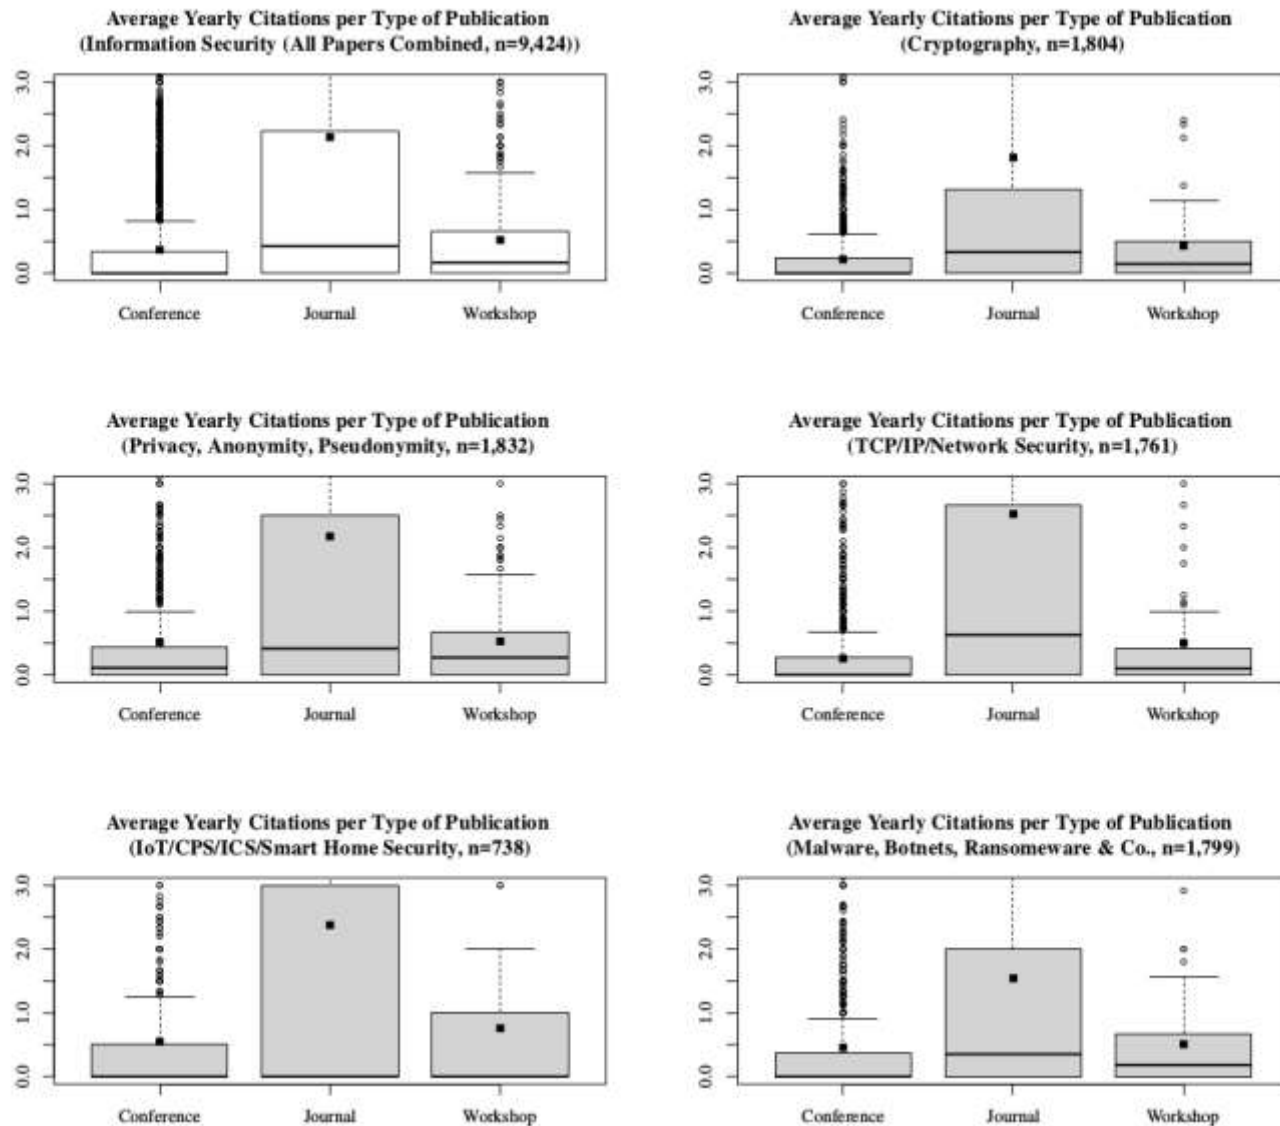 Average Yearly Citations per Type of Publication
(Information Security (All Papers Combined, n=9,424))
3.0
2.0
1.0
0.0
Conference Journal Workshop
Average Yearly Citations per Type of Publication
(Cryptography, n=1,804)
3.0
2.0
1.0
0.0
Conference Journal Workshop
Average Yearly Citations per Type of Publication
(Privacy, Anonymity, Pseudonymity, n=1,832)
3.0
2.0
1.0
0.0
Conference Journal Workshop
Average Yearly Citations per Type of Publication
(TCP/IP/Network Security, n=1,761)
3.0
2.0
1.0
0.0
Conference Journal Workshop
Average Yearly Citations per Type of Publication
(IoT/CPS/ICS/Smart Home Security, n=738)
3.0
2.0
1.0
0.0
Conference Journal Workshop
Average Yearly Citations per Type of Publication
(Malware, Botnets, Ransomeware & Co., n=1,799)
3.0
2.0
1.0
0.0
Conference Journal Workshop